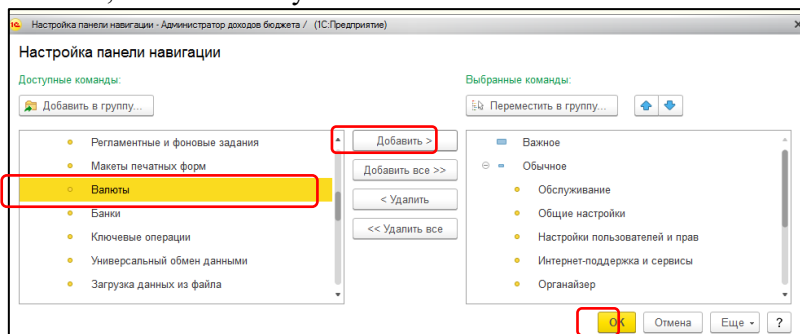 Настройка панели навигации - Администратор доходов бюджета / (1С:Предприятие)
Настройка панели навигации
Доступные команды:
Выбранные команды:
Добавить в группу...
Переместить в группу...
Регламентные и фоновые задания
Макеты печатных форм
Валюты
Банки
Ключевые операции
Универсальный обмен данными
Загрузка данных из файла
Добавить >
Добавить все >>
< Удалить
<< Удалить все
Важное
Обычное
Обслуживание
Общие настройки
Настройки пользователей и прав
Интернет-поддержка и сервисы
Органайзер
ОК
Отмена
Еще
?